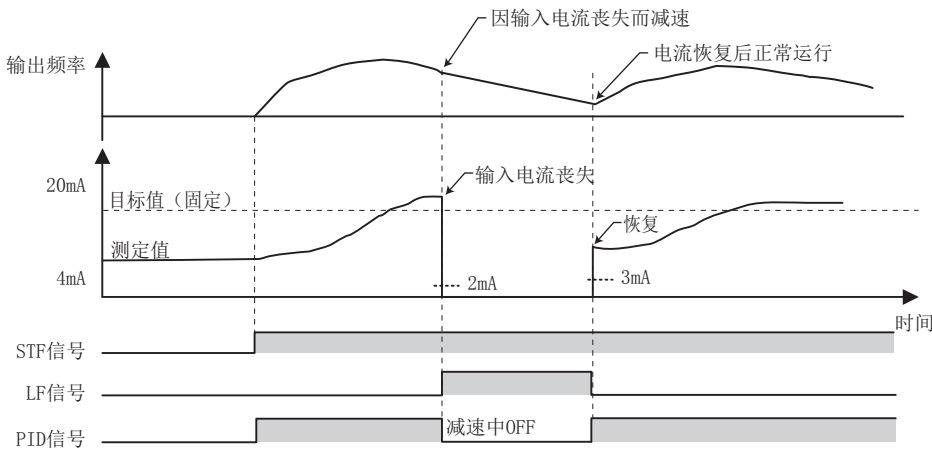 因输入电流丧失而减速
电流恢复后正常运行
输出频率
20mA
目标值（固定）
输入电流丧失
测定值
恢复
4mA
2mA
3mA
时间
STF信号
LF信号
PID信号
减速中OFF